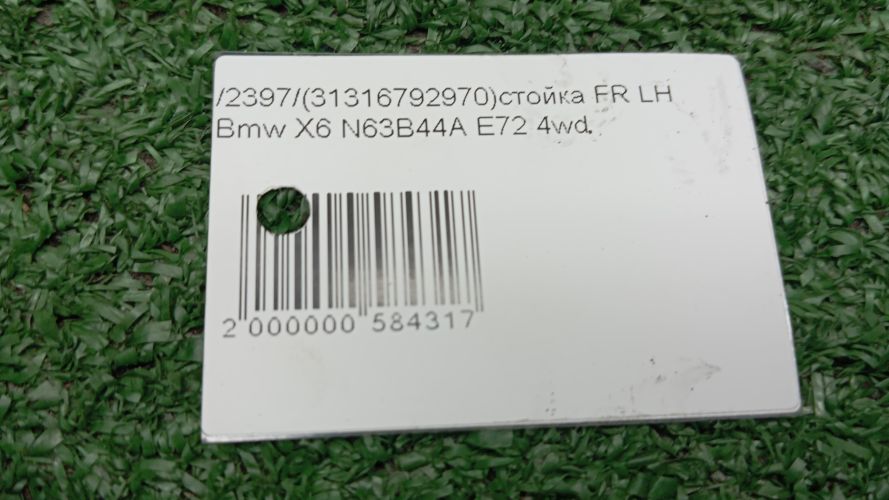 /2397/(31316792970)стойка FR LH
Bmw X6 N63B44A E72 4wd.
2 000000 584317